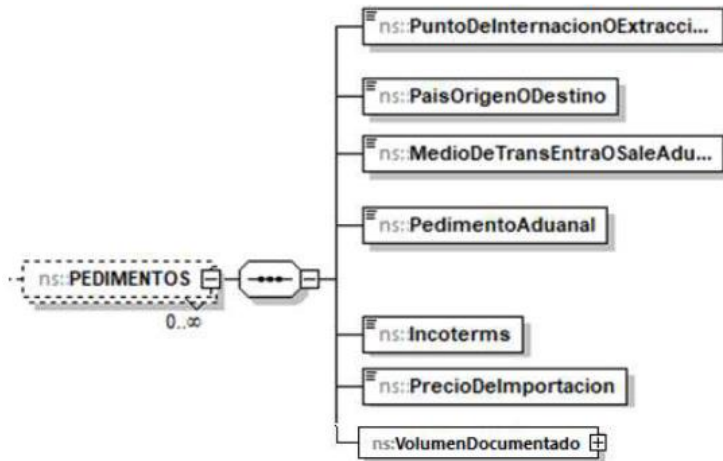 ns::PuntoDeInternacionOExtracci...
ns::PaisOrigenODestino
ns::MedioDeTransEntraOSaleAdu...
ns::PedimentoAduanal
ns::PEDIMENTOS
0..∞
ns::Incoterms
ns::PrecioDeImportacion
ns:VolumenDocumentado